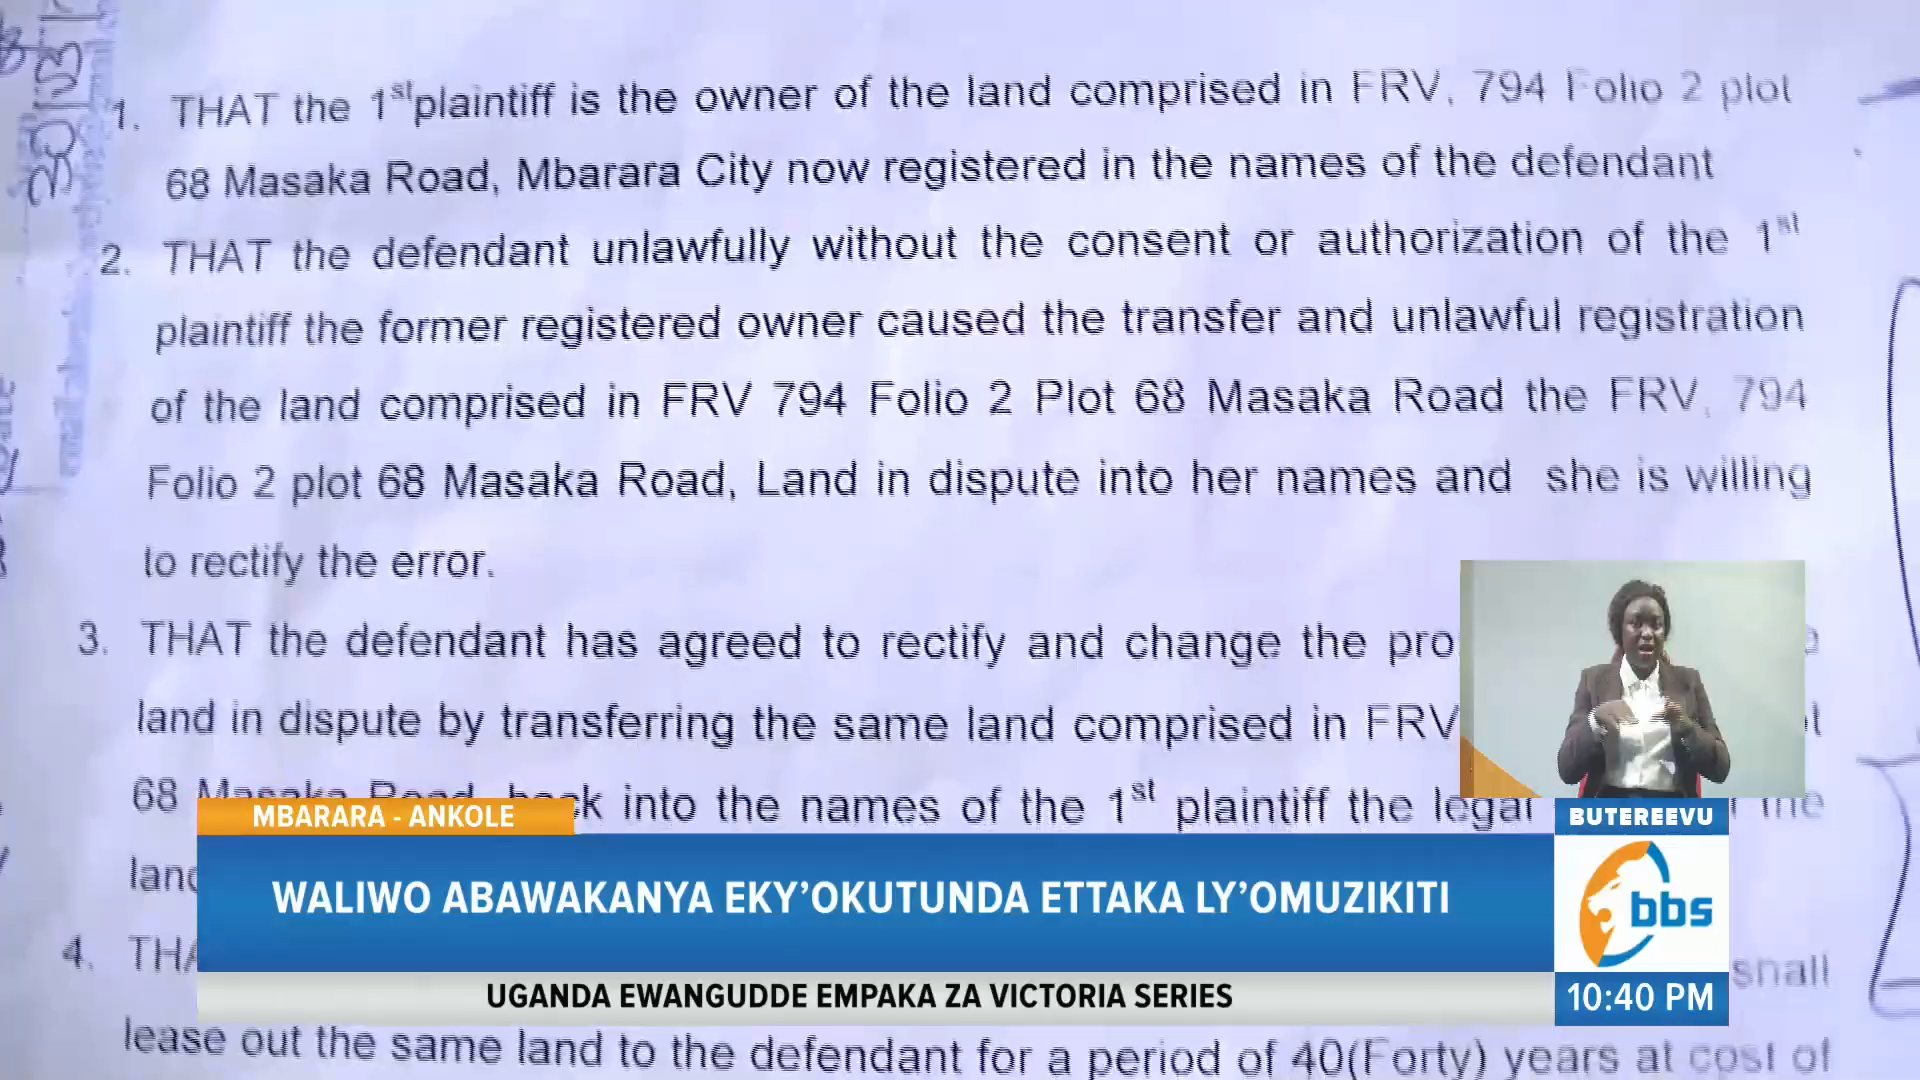 1. THAT the 1st plaintiff is the owner of the land comprised in FRV. 794 Folio 2 plot
68 Masaka Road, Mbarara City now registered in the names of the defendant
2. THAT the defendant unlawfully without the consent or authorization of the 1st
plaintiff the former registered owner caused the transfer and unlawful registration
of the land comprised in FRV 794 Folio 2 Plot 68 Masaka Road the FRV, 794
Folio 2 plot 68 Masaka Road, Land in dispute into her names and she is willing
to rectify the error.
3. THAT the defendant has agreed to rectify and change the
land in dispute by transferring the same land comprised in FRV
68 Masaka Road, back into the names of the 1st plaintiff the legal the
4.
shall
lease out the same land to the defendant for a period of 40(Forty) years at cost of
MBARARA - ANKOLE
WALIWO ABAWAKANYA EKY'OKUTUNDA ETTAKA LY'OMUZIKITI
UGANDA EWANGUDDE EMPAKA ZA VICTORIA SERIES
BUTEREEVU
bbs
10:40 PM